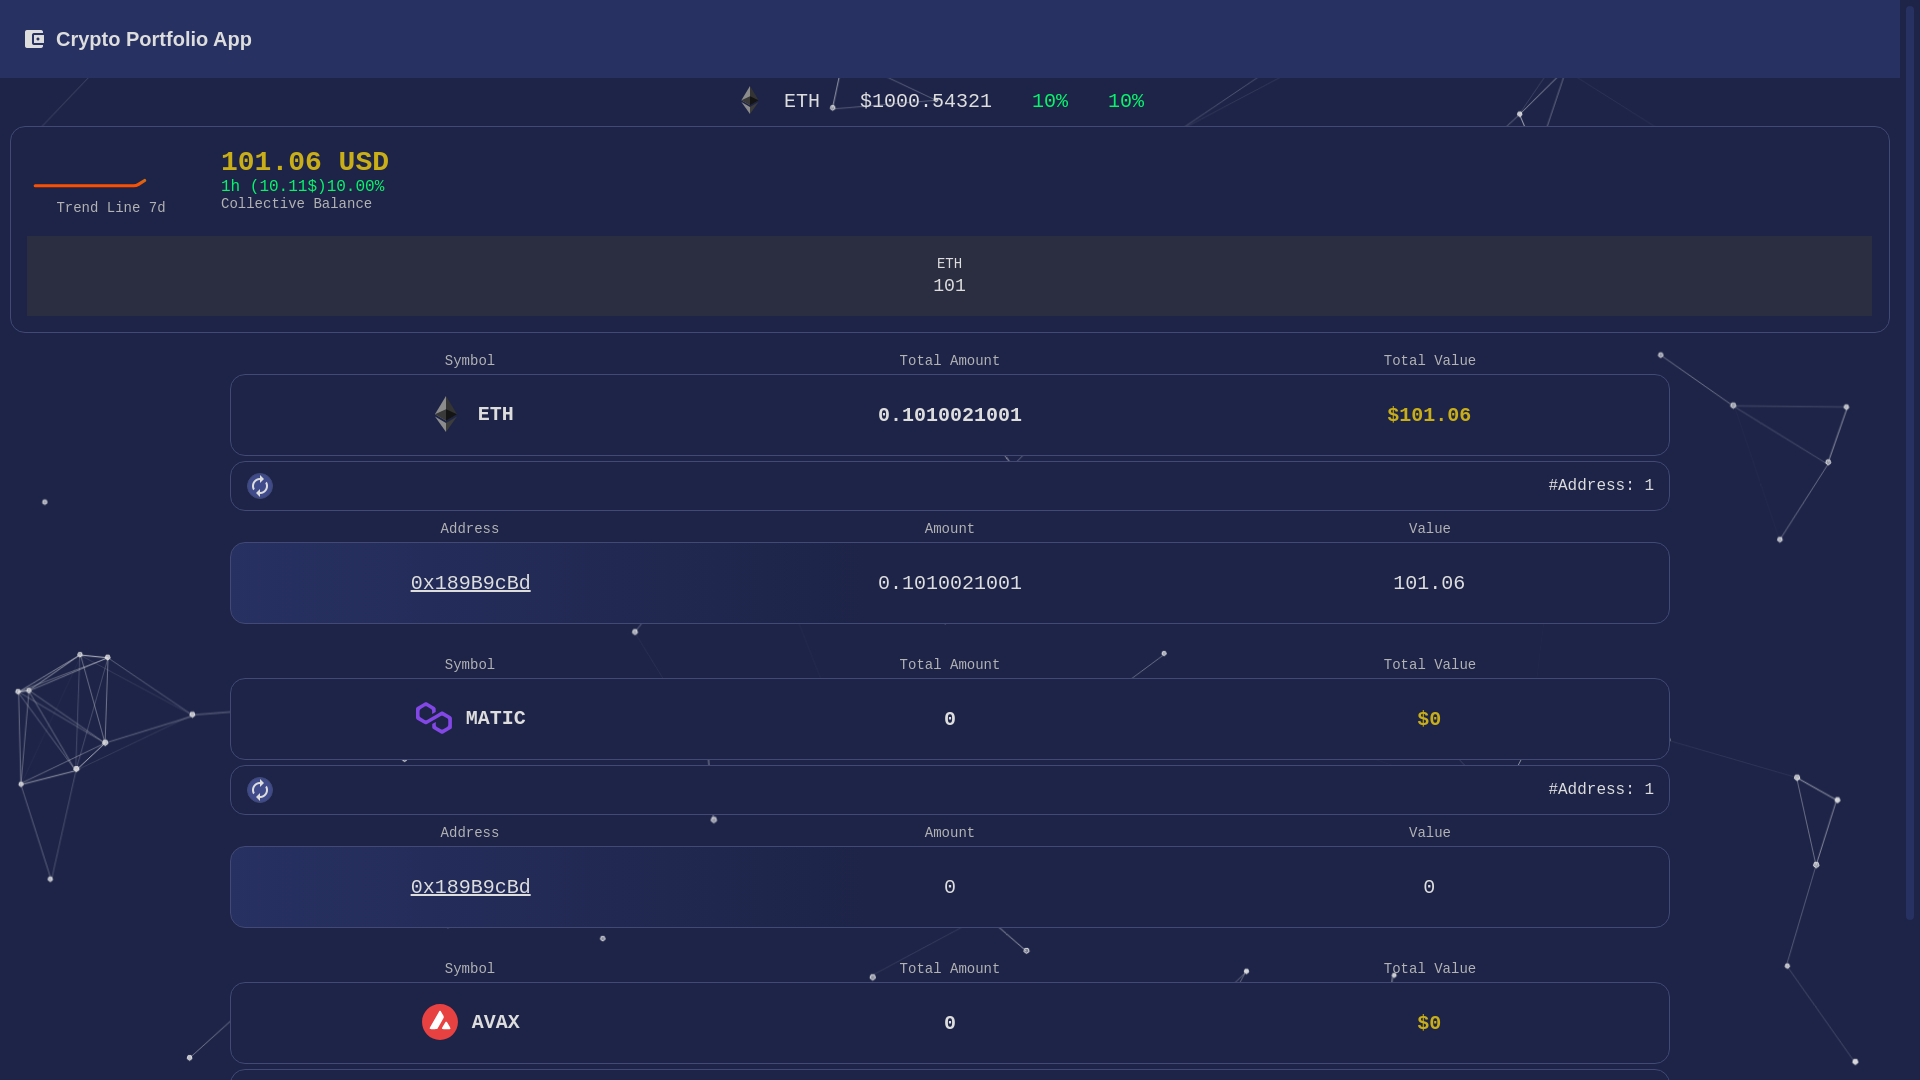 Crypto Portfolio App
ETH $1000.54321 10% 10%
101.06 USD
1h (10.11$)10.00%
Collective Balance
Trend Line 7d
ETH
101
Symbol Total Amount Total Value
ETH 0.1010021001 $101.06
#Address: 1
Address Amount Value
0x189B9cBd 0.1010021001 101.06
Symbol Total Amount Total Value
MATIC 0 $0
#Address: 1
Address Amount Value
0x189B9cBd 0 0
Symbol Total Amount Total Value
AVAX 0 $0